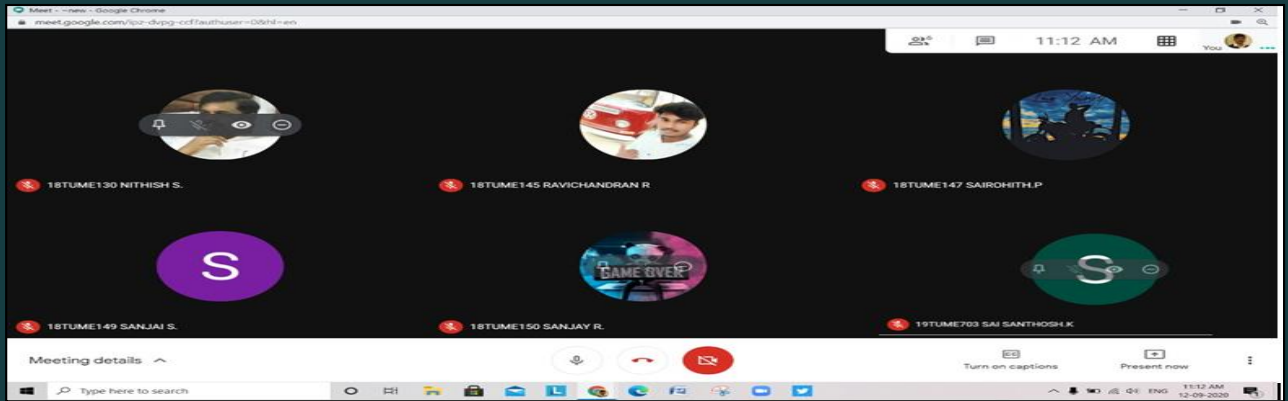 Meet - ~new - Google Chrome
meet.google.com/ipz-dvpg-ccf?authuser=0&hl=en
6 11:12 AM You
18TUME130 NITHISH S.
18TUME145 RAVICHANDRAN R
18TUME147 SAIROHITH.P
S
GAME OVER
S
18TUME149 SANJAI S.
18TUME150 SANJAY R.
19TUME703 SAI SANTHOSH.K
Meeting details
Turn on captions
Present now
Type here to search
ENG
11:12 AM
12-09-2020